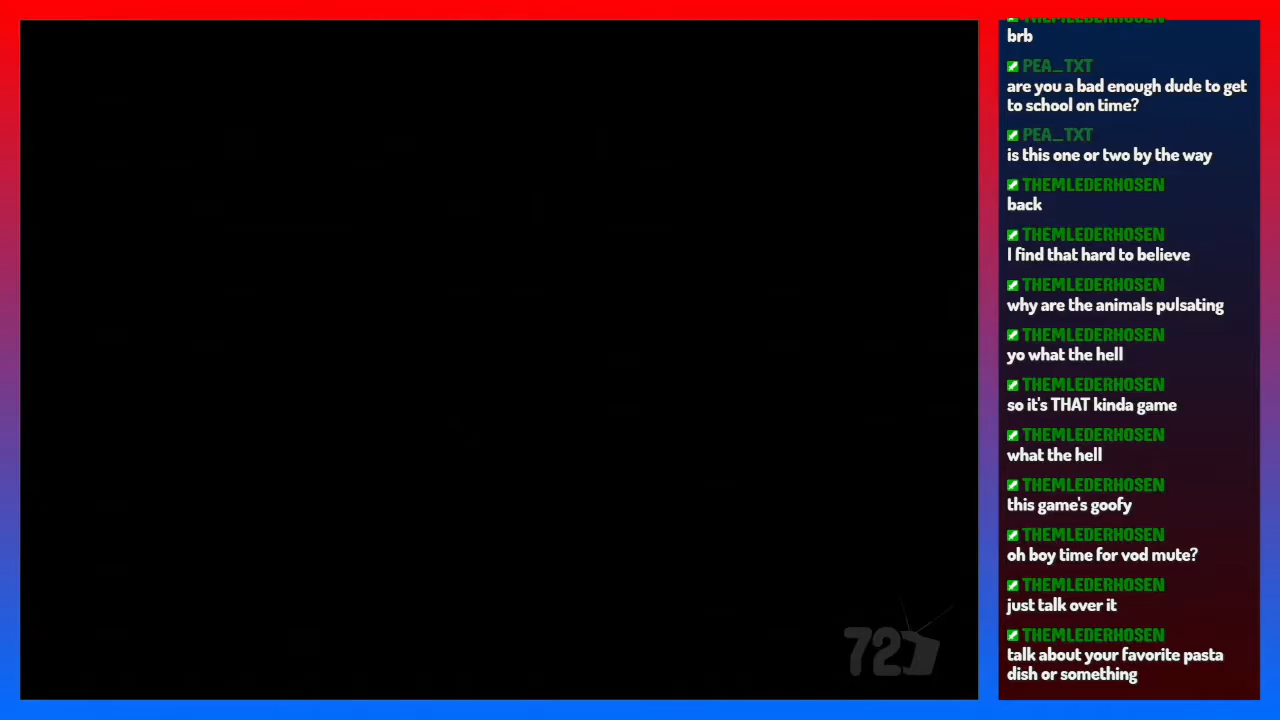 THEMLEDERHOSEN
brb
PEA_TXT
are you a bad enough dude to get
to school on time?
PEA_TXT
is this one or two by the way
THEMLEDERHOSEN
back
THEMLEDERHOSEN
I find that hard to believe
THEMLEDERHOSEN
why are the animals pulsating
THEMLEDERHOSEN
yo what the hell
THEMLEDERHOSEN
so it's THAT kinda game
THEMLEDERHOSEN
what the hell
THEMLEDERHOSEN
this game's goofy
THEMLEDERHOSEN
oh boy time for vod mute?
THEMLEDERHOSEN
just talk over it
THEMLEDERHOSEN
talk about your favorite pasta
dish or something
72